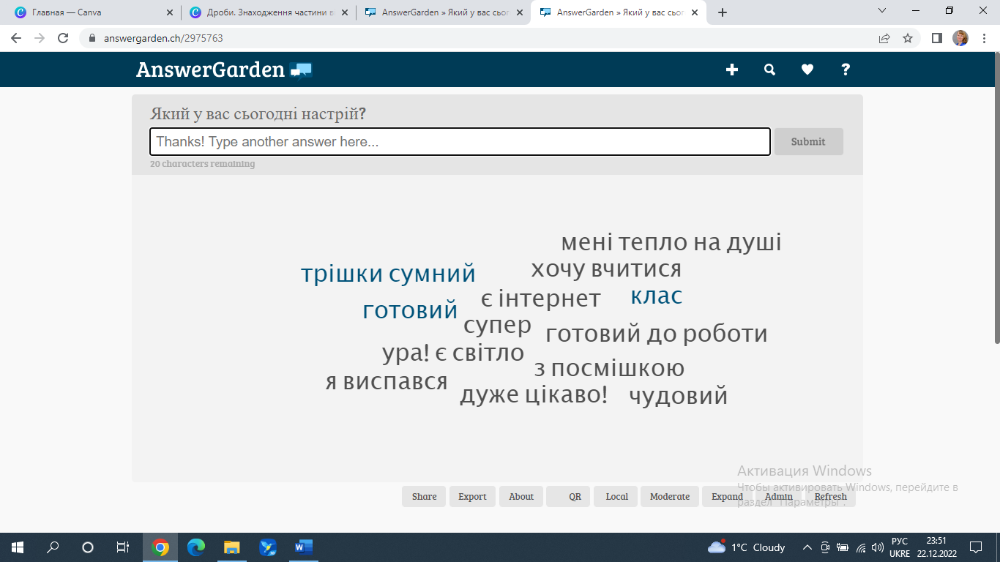 Главная — Canva
Дроби. Знаходження частини в
AnswerGarden » Який у вас сьог
AnswerGarden » Який у вас сьог
answergarden.ch/2975763
AnswerGarden
Який у вас сьогодні настрій?
Thanks! Type another answer here...
Submit
20 characters remaining
мені тепло на душі
трішки сумний
хочу вчитися
є інтернет
клас
готовий
супер
готовий до роботи
ура! є світло
з посмішкою
я виспався
дуже цікаво!
чудовий
Активация Windows
Чтобы активировать Windows, перейдите в
раздел "Параметры".
Share Export About QR Local Moderate Expand Admin Refresh
1°C Cloudy
РУС
UKRE
23:51
22.12.2022